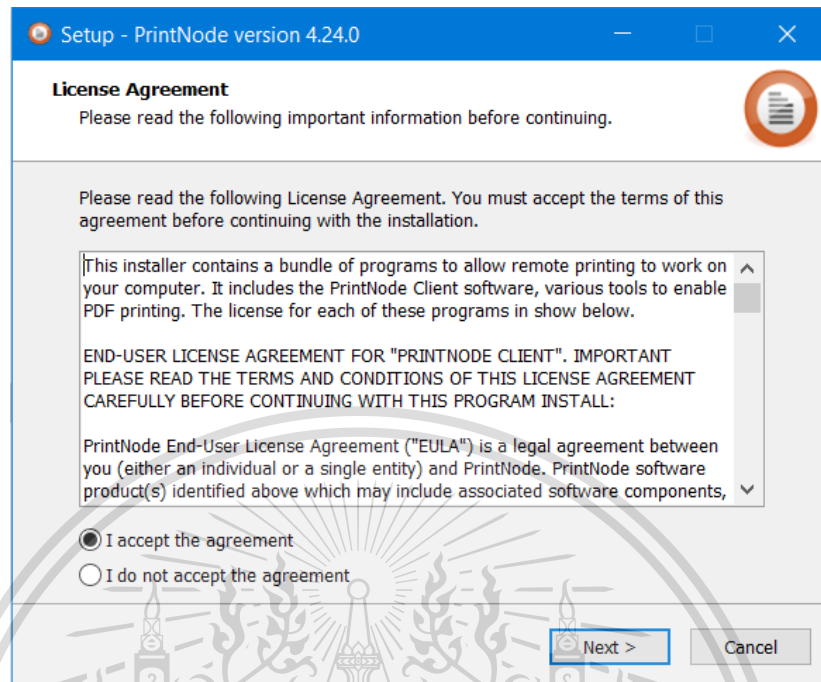 Setup - PrintNode version 4.24.0
License Agreement
Please read the following important information before continuing.
Please read the following License Agreement. You must accept the terms of this
agreement before continuing with the installation.
This installer contains a bundle of programs to allow remote printing to work on
your computer. It includes the PrintNode Client software, various tools to enable
PDF printing. The license for each of these programs in show below.
END-USER LICENSE AGREEMENT FOR "PRINTNODE CLIENT". IMPORTANT
PLEASE READ THE TERMS AND CONDITIONS OF THIS LICENSE AGREEMENT
CAREFULLY BEFORE CONTINUING WITH THIS PROGRAM INSTALL:
PrintNode End-User License Agreement ("EULA") is a legal agreement between
you (either an individual or a single entity) and PrintNode. PrintNode software
product(s) identified above which may include associated software components,
I accept the agreement
I do not accept the agreement
Next >
Cancel